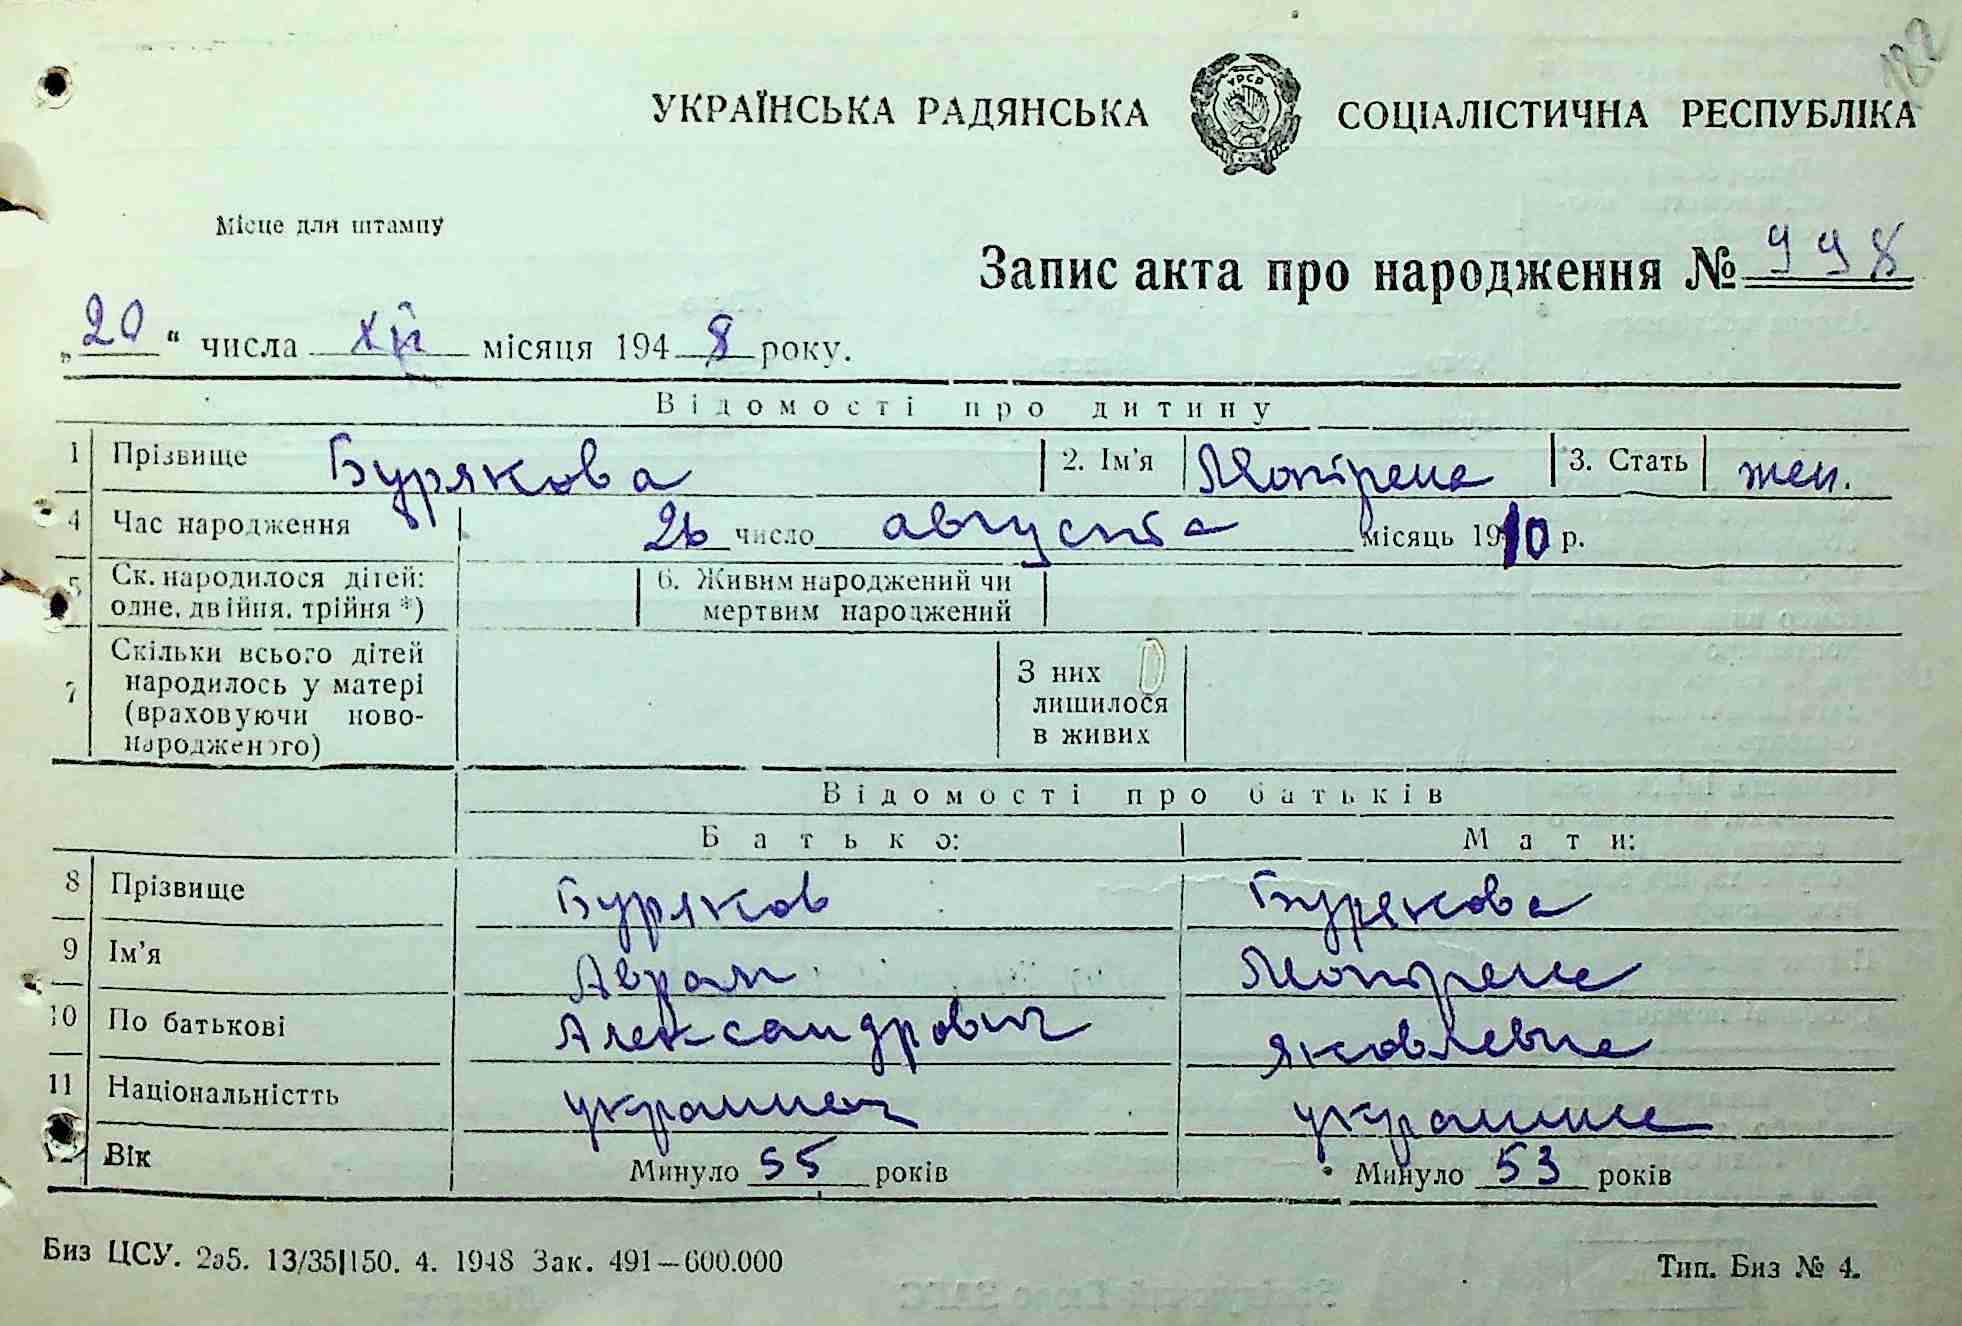 182
УКРАЇНСЬКА РАДЯНСЬКА СОЦІАЛІСТИЧНА РЕСПУБЛІКА
УРСР
Місце для штампу
Запис акта про народження № 998
„20“ числа XII місяця 1948 року.
Відомості про дитину
1 Прізвище Бурякова 2. Ім'я 3. Стать жен.
4 Час народження 26 число августа місяць 1910 р.
5 Ск. народилося дітей: одне, двійня, трійня *) 6. Живим народжений чи мертвим народжений
7 Скільки всього дітей народилось у матері (враховуючи новонародженого) З них лишилося в живих
Відомості про батьків
Батько: Мати:
8 Прізвище Буряков Бурякова
9 Ім'я Аврам
10 По батькові Александрович Яковлевна
11 Національністть украинец украинка
12 Вік Минуло 55 років Минуло 53 років
Биз ЦСУ. 2а5. 13/35|150. 4. 1948 Зак. 491—600.000 Тип. Биз № 4.